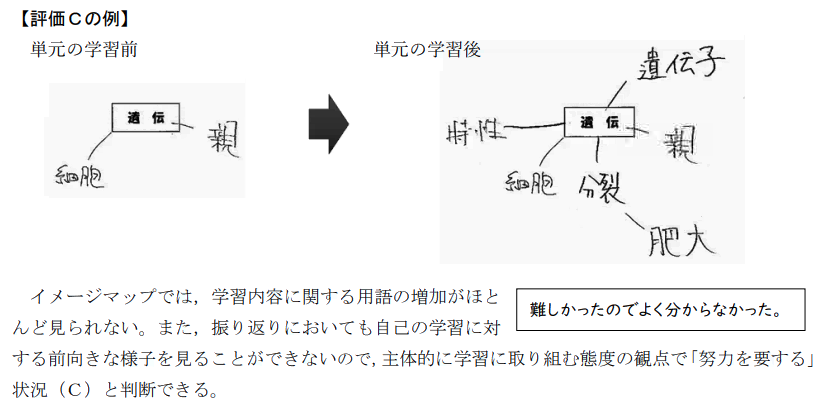 【評価Ｃの例】
単元の学習前
単元の学習後
遺伝
親
細胞
遺伝子
特性
遺伝
親
細胞
分裂
肥大
イメージマップでは，学習内容に関する用語の増加がほと
んど見られない。また，振り返りにおいても自己の学習に対
する前向きな様子を見ることができないので，主体的に学習に取り組む態度の観点で「努力を要する」
状況（Ｃ）と判断できる。
難しかったのでよく分からなかった。